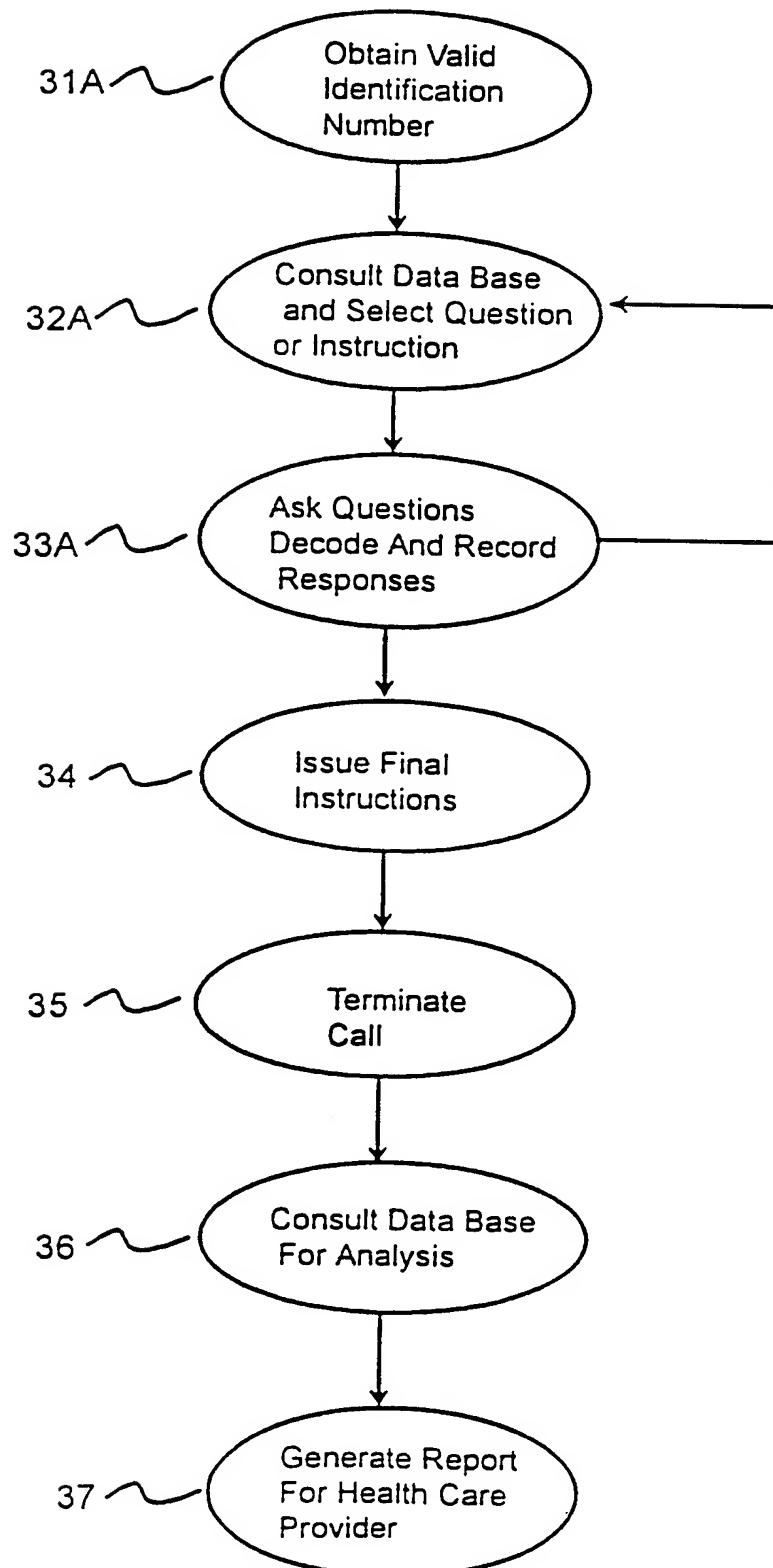 31A
Obtain Valid
Identification
Number
32A
Consult Data Base
and Select Question
or Instruction
33A
Ask Questions
Decode And Record
Responses
34
Issue Final
Instructions
35
Terminate
Call
36
Consult Data Base
For Analysis
37
Generate Report
For Health Care
Provider